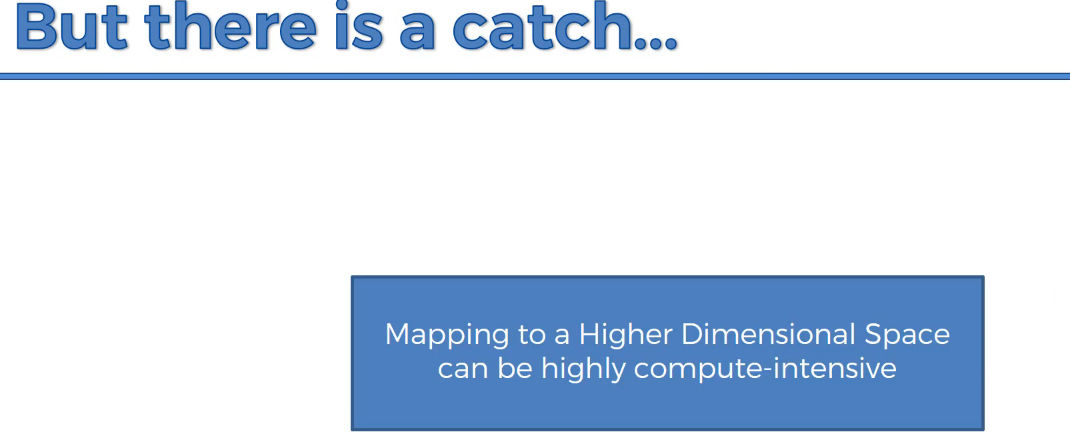 But there is a catch...
Mapping to a Higher Dimensional Space
can be highly compute-intensive